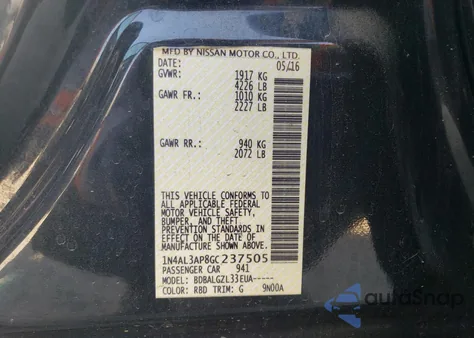 MFD BY NISSAN MOTOR CO., LTD.
DATE: 05/16
GVWR: 1917 KG
4226 LB
GAWR FR.: 1010 KG
2227 LB
GAWR RR.: 940 KG
2072 LB
THIS VEHICLE CONFORMS TO
ALL APPLICABLE FEDERAL
MOTOR VEHICLE SAFETY,
BUMPER, AND THEFT
PREVENTION STANDARDS
IN EFFECT ON THE DATE OF
MANUFACTURE SHOWN ABOVE.
1N4AL3AP8GC237505
PASSENGER CAR 941
MODEL: BDBALGZL33EUA-----
COLOR: RBD TRIM: G 9N00A
autoSnap